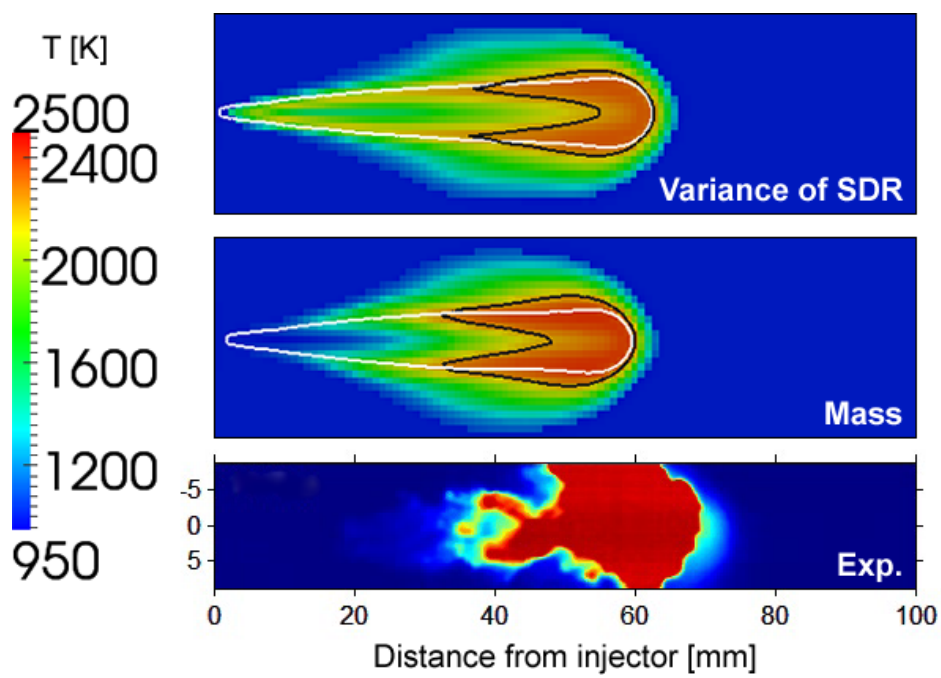 T [K]
2500
2400
2000
1600
1200
950
Variance of SDR
Mass
-5
0
5
Exp.
0 20 40 60 80 100
Distance from injector [mm]